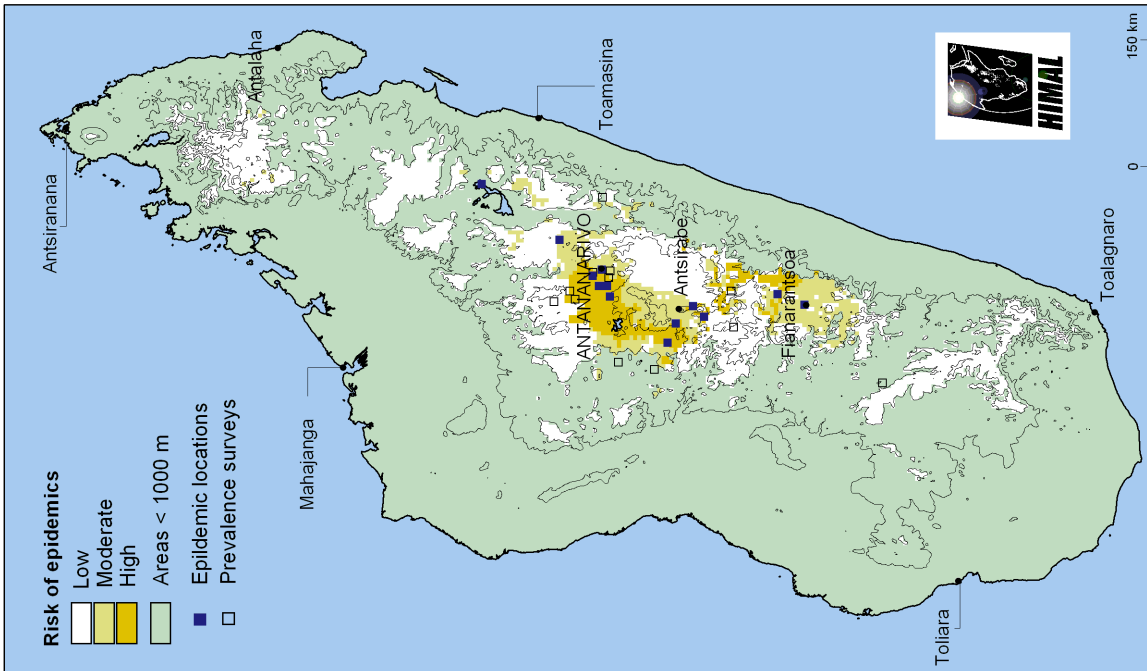 Risk of epidemics
Low
Moderate
High
Areas < 1000 m
Epildemic locations
Prevalence surveys
Antsiranana
Antalaha
Mahajanga
Toamasina
ANTANANARIVO
Antsirabe
Fianarantsoa
Toliara
Toalagnaro
0
150 km
HIMAL